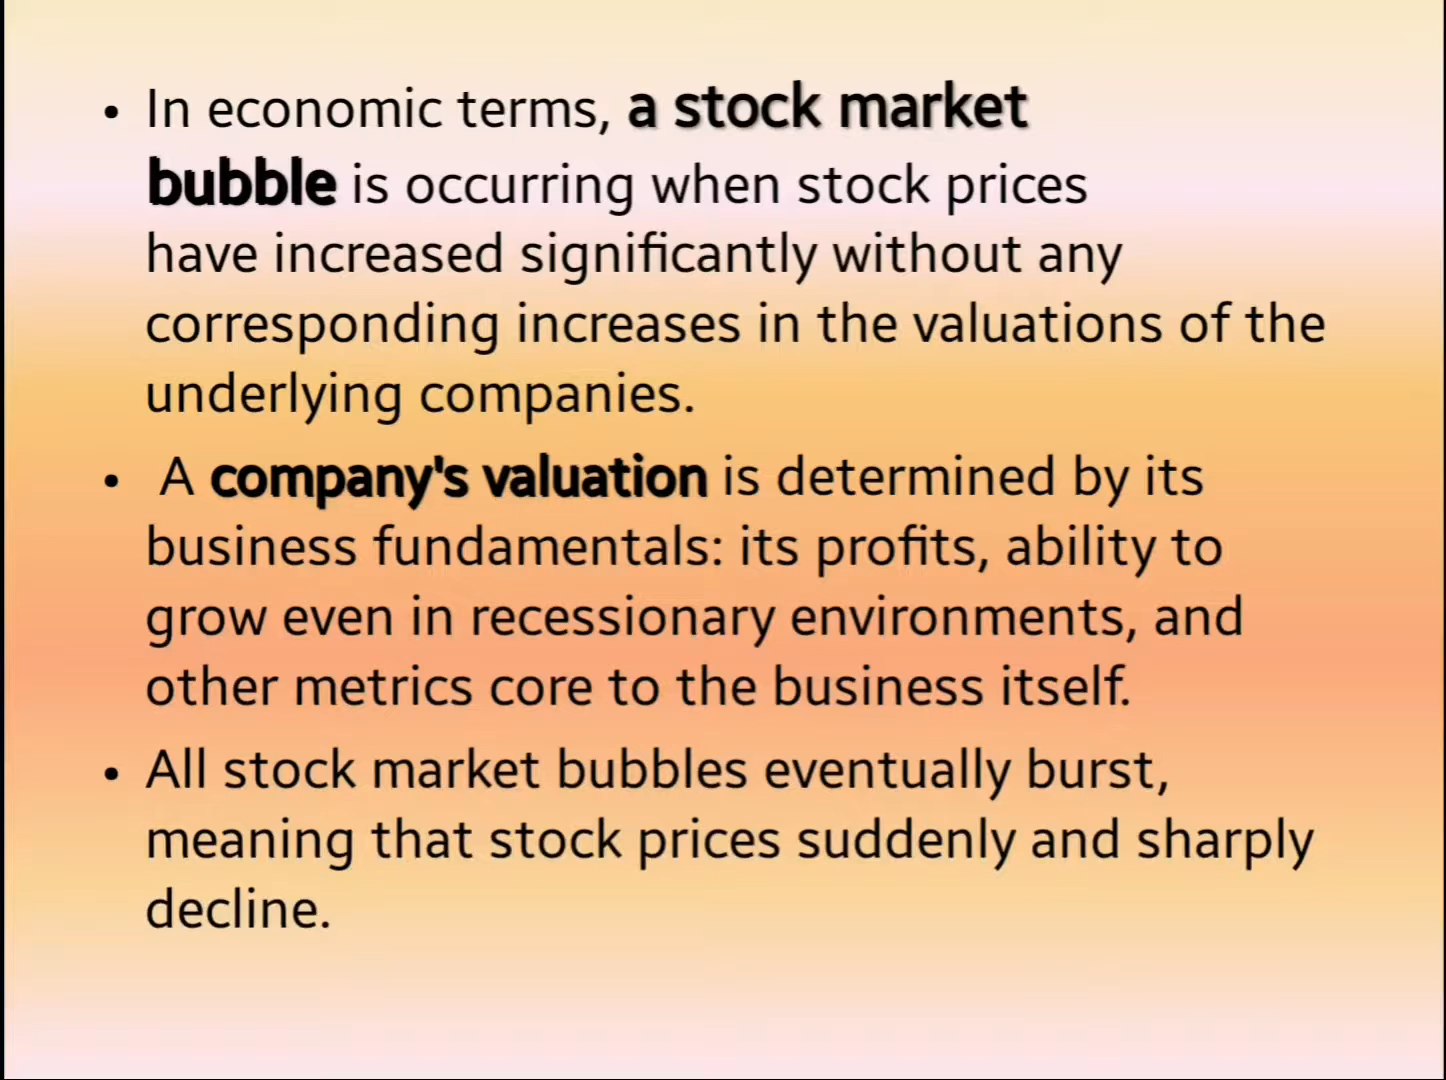 • In economic terms, a stock market
bubble is occurring when stock prices
have increased significantly without any
corresponding increases in the valuations of the
underlying companies.
• A company's valuation is determined by its
business fundamentals: its profits, ability to
grow even in recessionary environments, and
other metrics core to the business itself.
• All stock market bubbles eventually burst,
meaning that stock prices suddenly and sharply
decline.